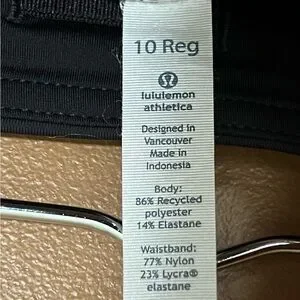 10 Reg
lululemon
athletica
Designed in
Vancouver
Made in
Indonesia
Body:
86% Recycled
polyester
14% Elastane
Waistband:
77% Nylon
23% Lycra®
elastane